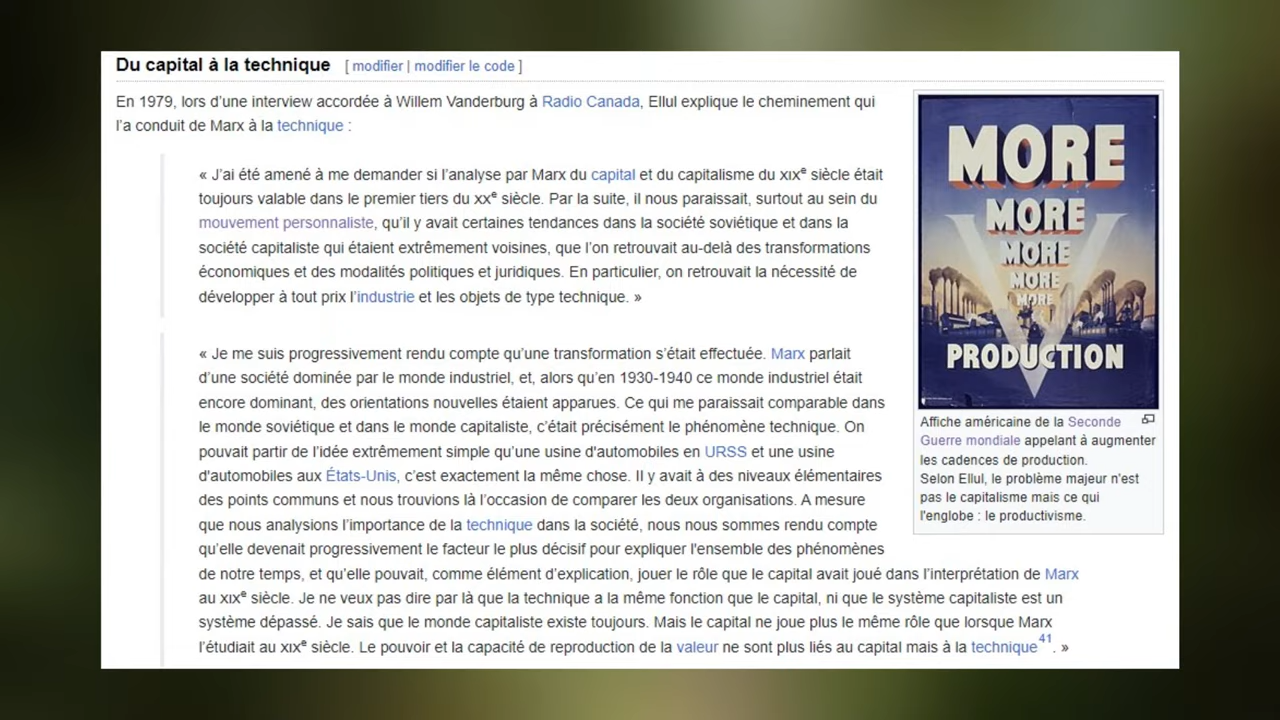 Du capital à la technique [ modifier | modifier le code ]
En 1979, lors d’une interview accordée à Willem Vanderburg à Radio Canada, Ellul explique le cheminement qui
l’a conduit de Marx à la technique :
« J’ai été amené à me demander si l’analyse par Marx du capital et du capitalisme du XIXe siècle était
toujours valable dans le premier tiers du XXe siècle. Par la suite, il nous paraissait, surtout au sein du
mouvement personnaliste, qu’il y avait certaines tendances dans la société soviétique et dans la
société capitaliste qui étaient extrêmement voisines, que l’on retrouvait au-delà des transformations
économiques et des modalités politiques et juridiques. En particulier, on retrouvait la nécessité de
développer à tout prix l’industrie et les objets de type technique. »
« Je me suis progressivement rendu compte qu’une transformation s’était effectuée. Marx parlait
d’une société dominée par le monde industriel, et, alors qu’en 1930-1940 ce monde industriel était
encore dominant, des orientations nouvelles étaient apparues. Ce qui me paraissait comparable dans
le monde soviétique et dans le monde capitaliste, c’était précisément le phénomène technique. On
pouvait partir de l’idée extrêmement simple qu’une usine d’automobiles en URSS et une usine
d'automobiles aux États-Unis, c’est exactement la même chose. Il y avait à des niveaux élémentaires
des points communs et nous trouvions là l’occasion de comparer les deux organisations. A mesure
que nous analysions l’importance de la technique dans la société, nous nous sommes rendu compte
qu’elle devenait progressivement le facteur le plus décisif pour expliquer l'ensemble des phénomènes
de notre temps, et qu’elle pouvait, comme élément d’explication, jouer le rôle que le capital avait joué dans l’interprétation de Marx
au XIXe siècle. Je ne veux pas dire par là que la technique a la même fonction que le capital, ni que le système capitaliste est un
système dépassé. Je sais que le monde capitaliste existe toujours. Mais le capital ne joue plus le même rôle que lorsque Marx
l’étudiait au XIXe siècle. Le pouvoir et la capacité de reproduction de la valeur ne sont plus liés au capital mais à la technique41. »
MORE
MORE
MORE
MORE
MORE
PRODUCTION
Affiche américaine de la Seconde
Guerre mondiale appelant à augmenter
les cadences de production.
Selon Ellul, le problème majeur n'est
pas le capitalisme mais ce qui
l'englobe : le productivisme.